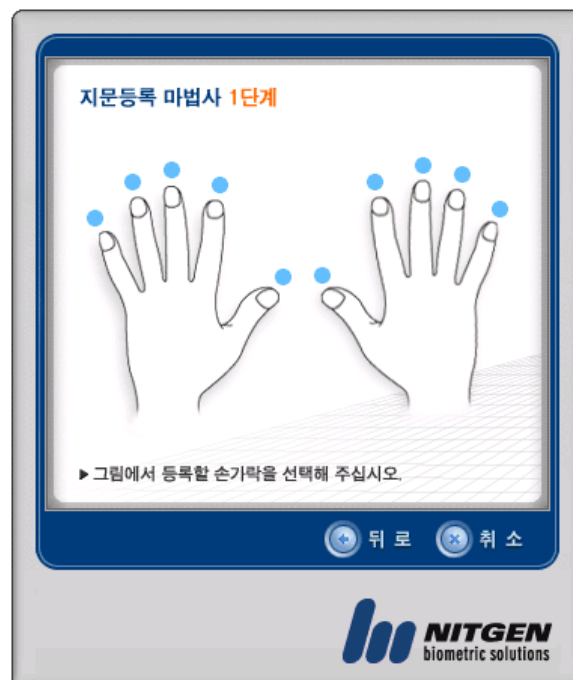 지문등록 마법사 1단계
▶ 그림에서 등록할 손가락을 선택해 주십시오.
뒤 로 취 소
NITGEN
biometric solutions